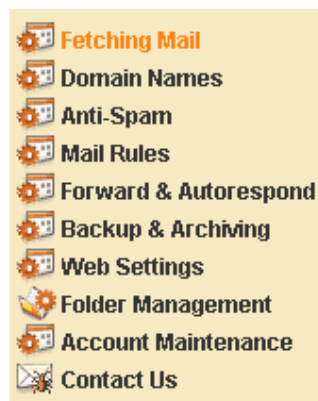 Fetching Mail
Domain Names
Anti-Spam
Mail Rules
Forward & Autorespond
Backup & Archiving
Web Settings
Folder Management
Account Maintenance
Contact Us